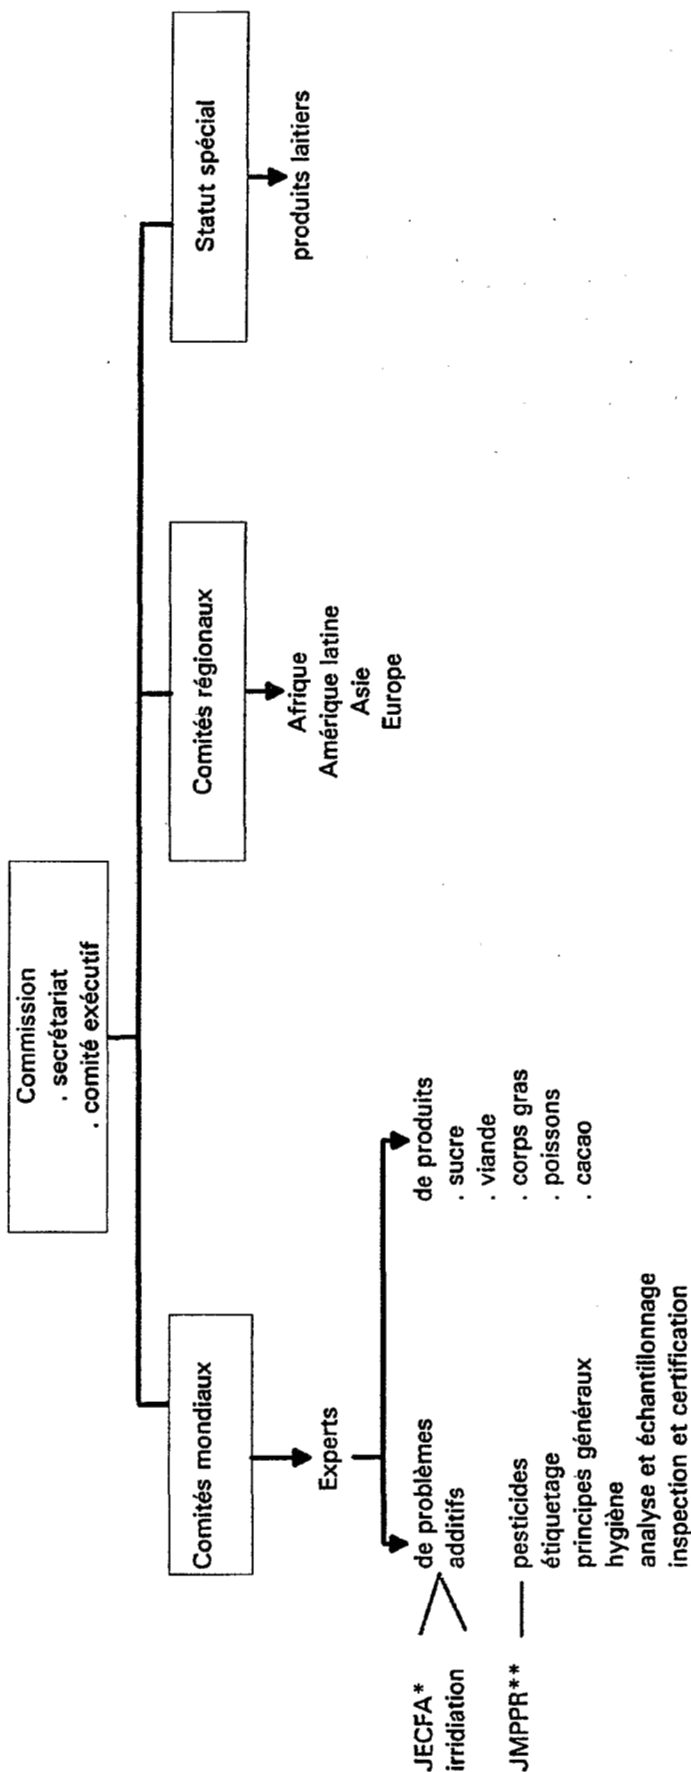 Commission
. secrétariat
. comité exécutif
Comités mondiaux
Comités régionaux
Statut spécial
Experts
Afrique
Amérique latine
Asie
Europe
produits laitiers
de problèmes
additifs
pesticides
étiquetage
principes généraux
hygiène
analyse et échantillonnage
inspection et certification
JECFA*
irridiation
JMPPR**
de produits
. sucre
. viande
. corps gras
. poissons
. cacao